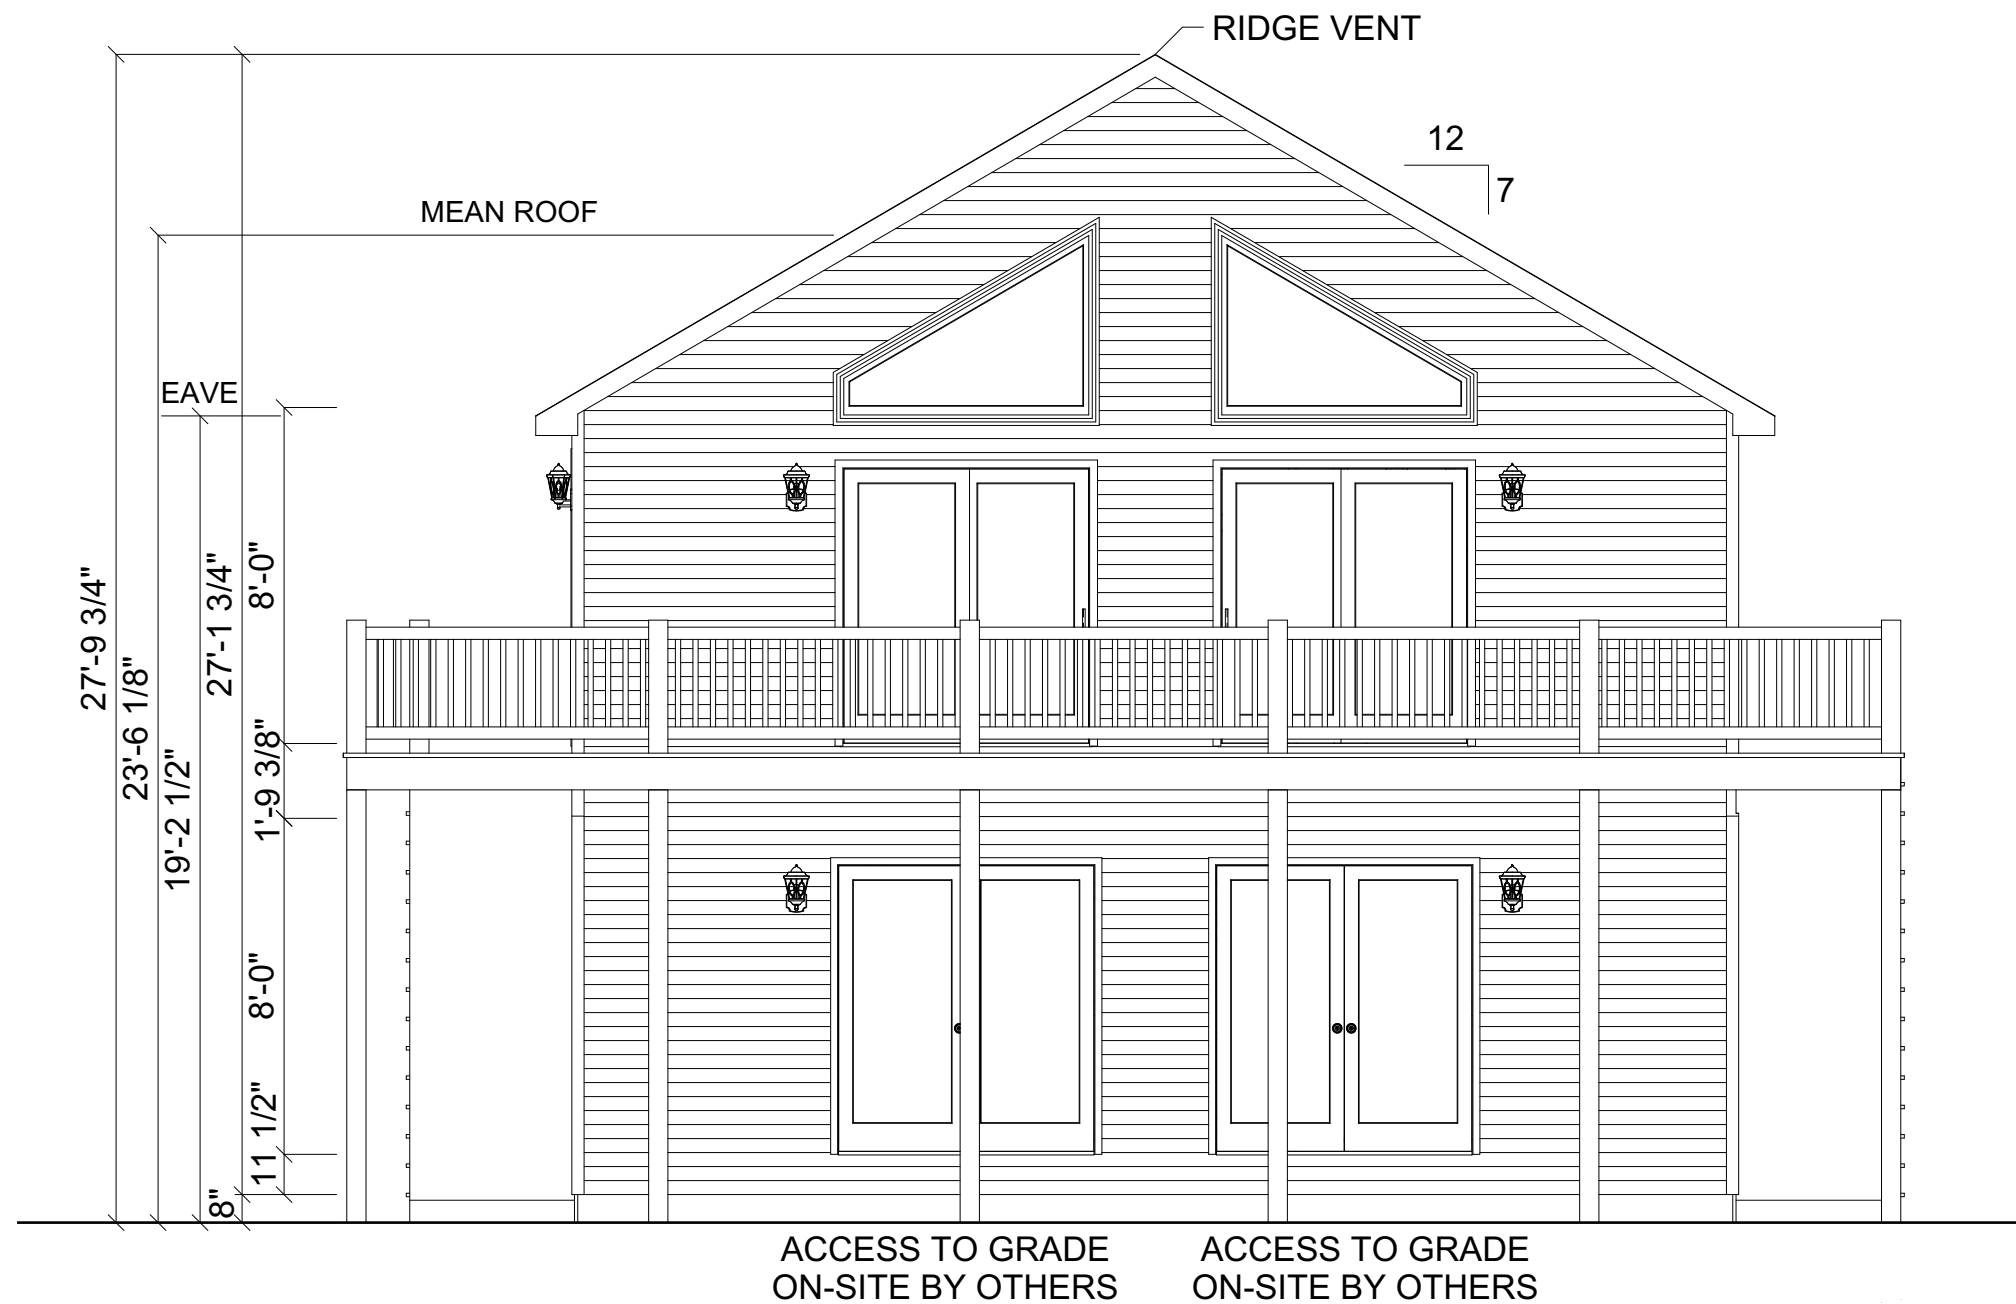 RIDGE VENT
12
7
MEAN ROOF
EAVE
27'-9 3/4"
23'-6 1/8"
19'-2 1/2"
27'-1 3/4"
8'-0"
1'-9 3/8"
8'-0"
11 1/2"
8"
ACCESS TO GRADE
ON-SITE BY OTHERS
ACCESS TO GRADE
ON-SITE BY OTHERS